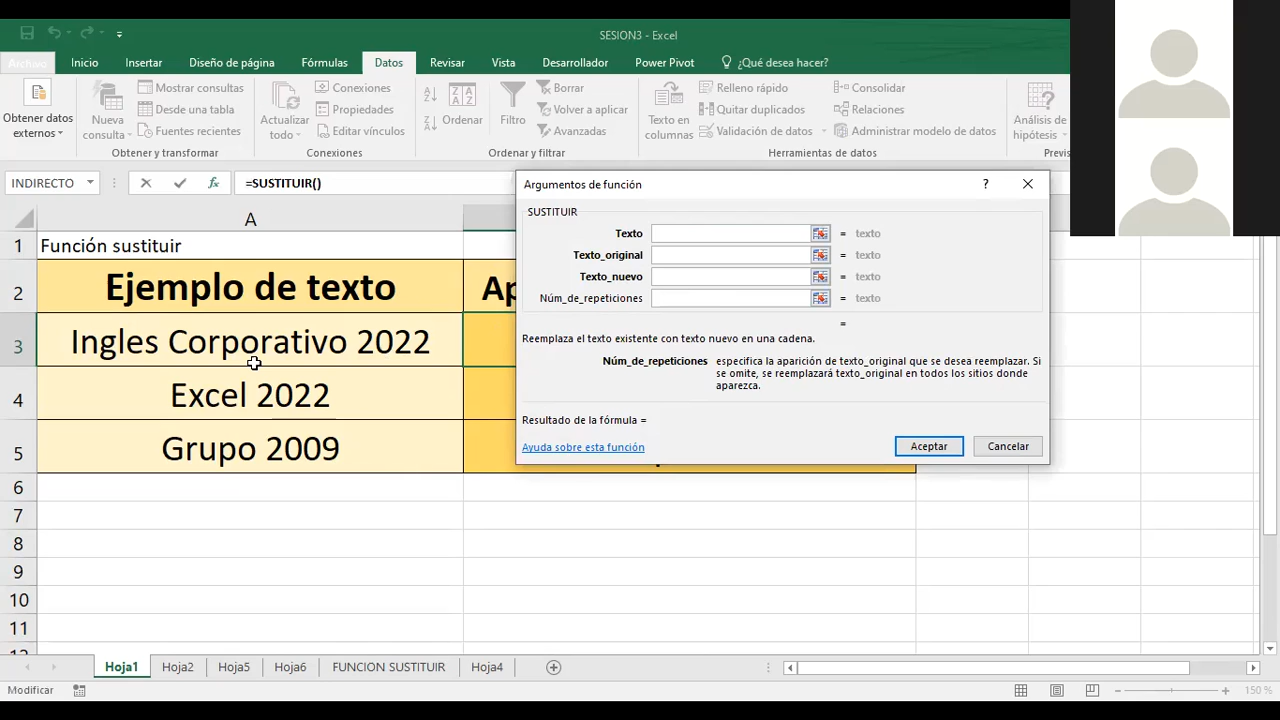 SESION3 - Excel
Archivo Inicio Insertar Diseño de página Fórmulas Datos Revisar Vista Desarrollador Power Pivot ¿Qué desea hacer?
Obtener datos externos
Nueva consulta
Mostrar consultas
Desde una tabla
Fuentes recientes
Obtener y transformar
Actualizar todo
Conexiones
Propiedades
Editar vínculos
Conexiones
Ordenar
Filtro
Borrar
Volver a aplicar
Avanzadas
Ordenar y filtrar
Texto en columnas
Relleno rápido
Quitar duplicados
Validación de datos
Consolidar
Relaciones
Administrar modelo de datos
Herramientas de datos
Análisis de hipótesis
Previs
INDIRECTO fx =SUSTITUIR()
A
1 Función sustituir
2 Ejemplo de texto Ap
3 Ingles Corporativo 2022
4 Excel 2022
5 Grupo 2009
6
7
8
9
10
11
12
Argumentos de función ?
SUSTITUIR
Texto = texto
Texto_original = texto
Texto_nuevo = texto
Núm_de_repeticiones = texto
=
Reemplaza el texto existente con texto nuevo en una cadena.
Núm_de_repeticiones especifica la aparición de texto_original que se desea reemplazar. Si
se omite, se reemplazará texto_original en todos los sitios donde
aparezca.
Resultado de la fórmula =
Ayuda sobre esta función Aceptar Cancelar
Hoja1 Hoja2 Hoja5 Hoja6 FUNCION SUSTITUIR Hoja4
Modificar 150 %